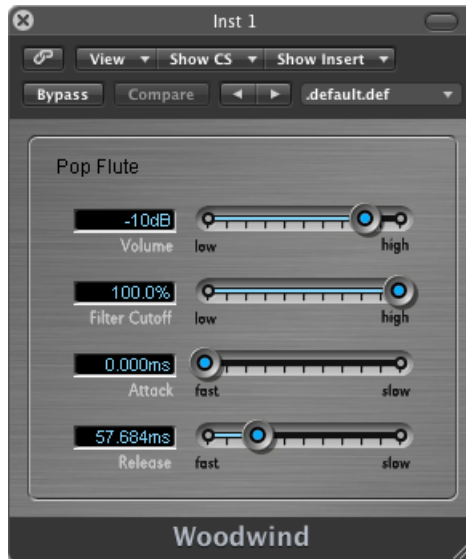 Inst 1
View Show CS Show Insert
Bypass Compare .default.def
Pop Flute
-10dB
Volume low high
100.0%
Filter Cutoff low high
0.000ms
Attack fast slow
57.684ms
Release fast slow
Woodwind